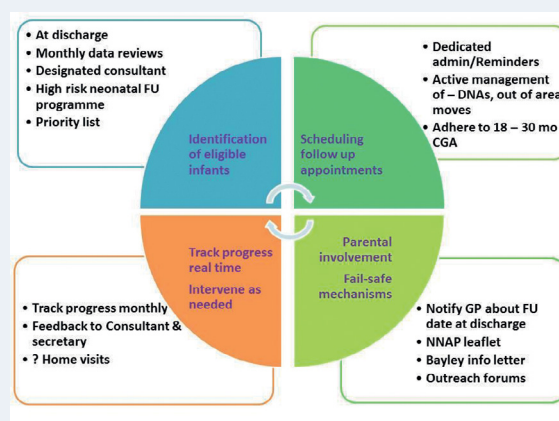 • At discharge
• Monthly data reviews
• Designated consultant
• High risk neonatal FU
programme
• Priority list
• Dedicated
admin/Reminders
• Active management
of – DNAs, out of area
moves
• Adhere to 18 – 30 mo
CGA
Identification
of eligible
infants
Scheduling
follow up
appointments
Track progress
real time
Intervene as
needed
Parental
involvement
Fail-safe
mechanisms
• Track progress monthly
• Feedback to Consultant &
secretary
• ? Home visits
• Notify GP about FU
date at discharge
• NNAP leaflet
• Bayley info letter
• Outreach forums